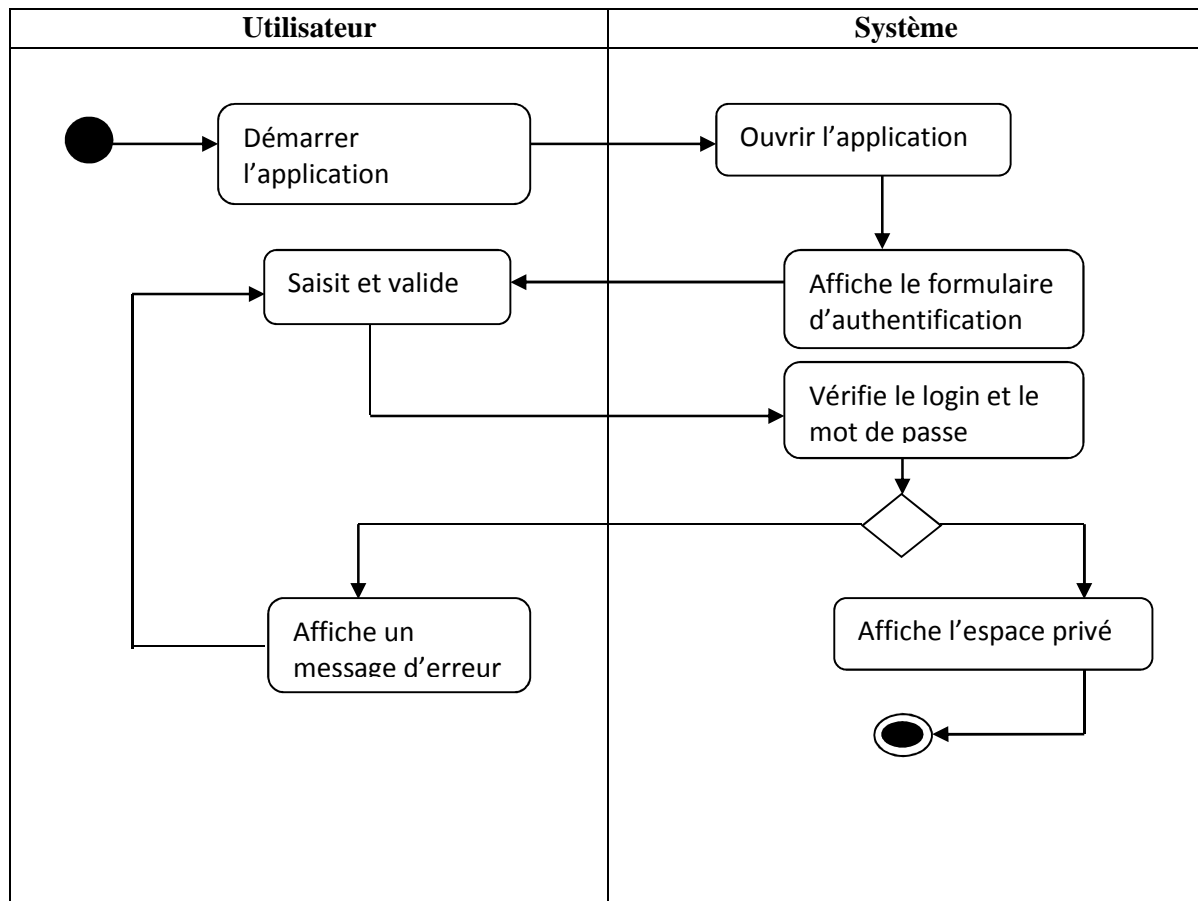 Utilisateur
Système
Démarrer
l’application
Ouvrir l’application
Saisit et valide
Affiche le formulaire
d’authentification
Vérifie le login et le
mot de passe
Affiche un
message d’erreur
Affiche l’espace privé